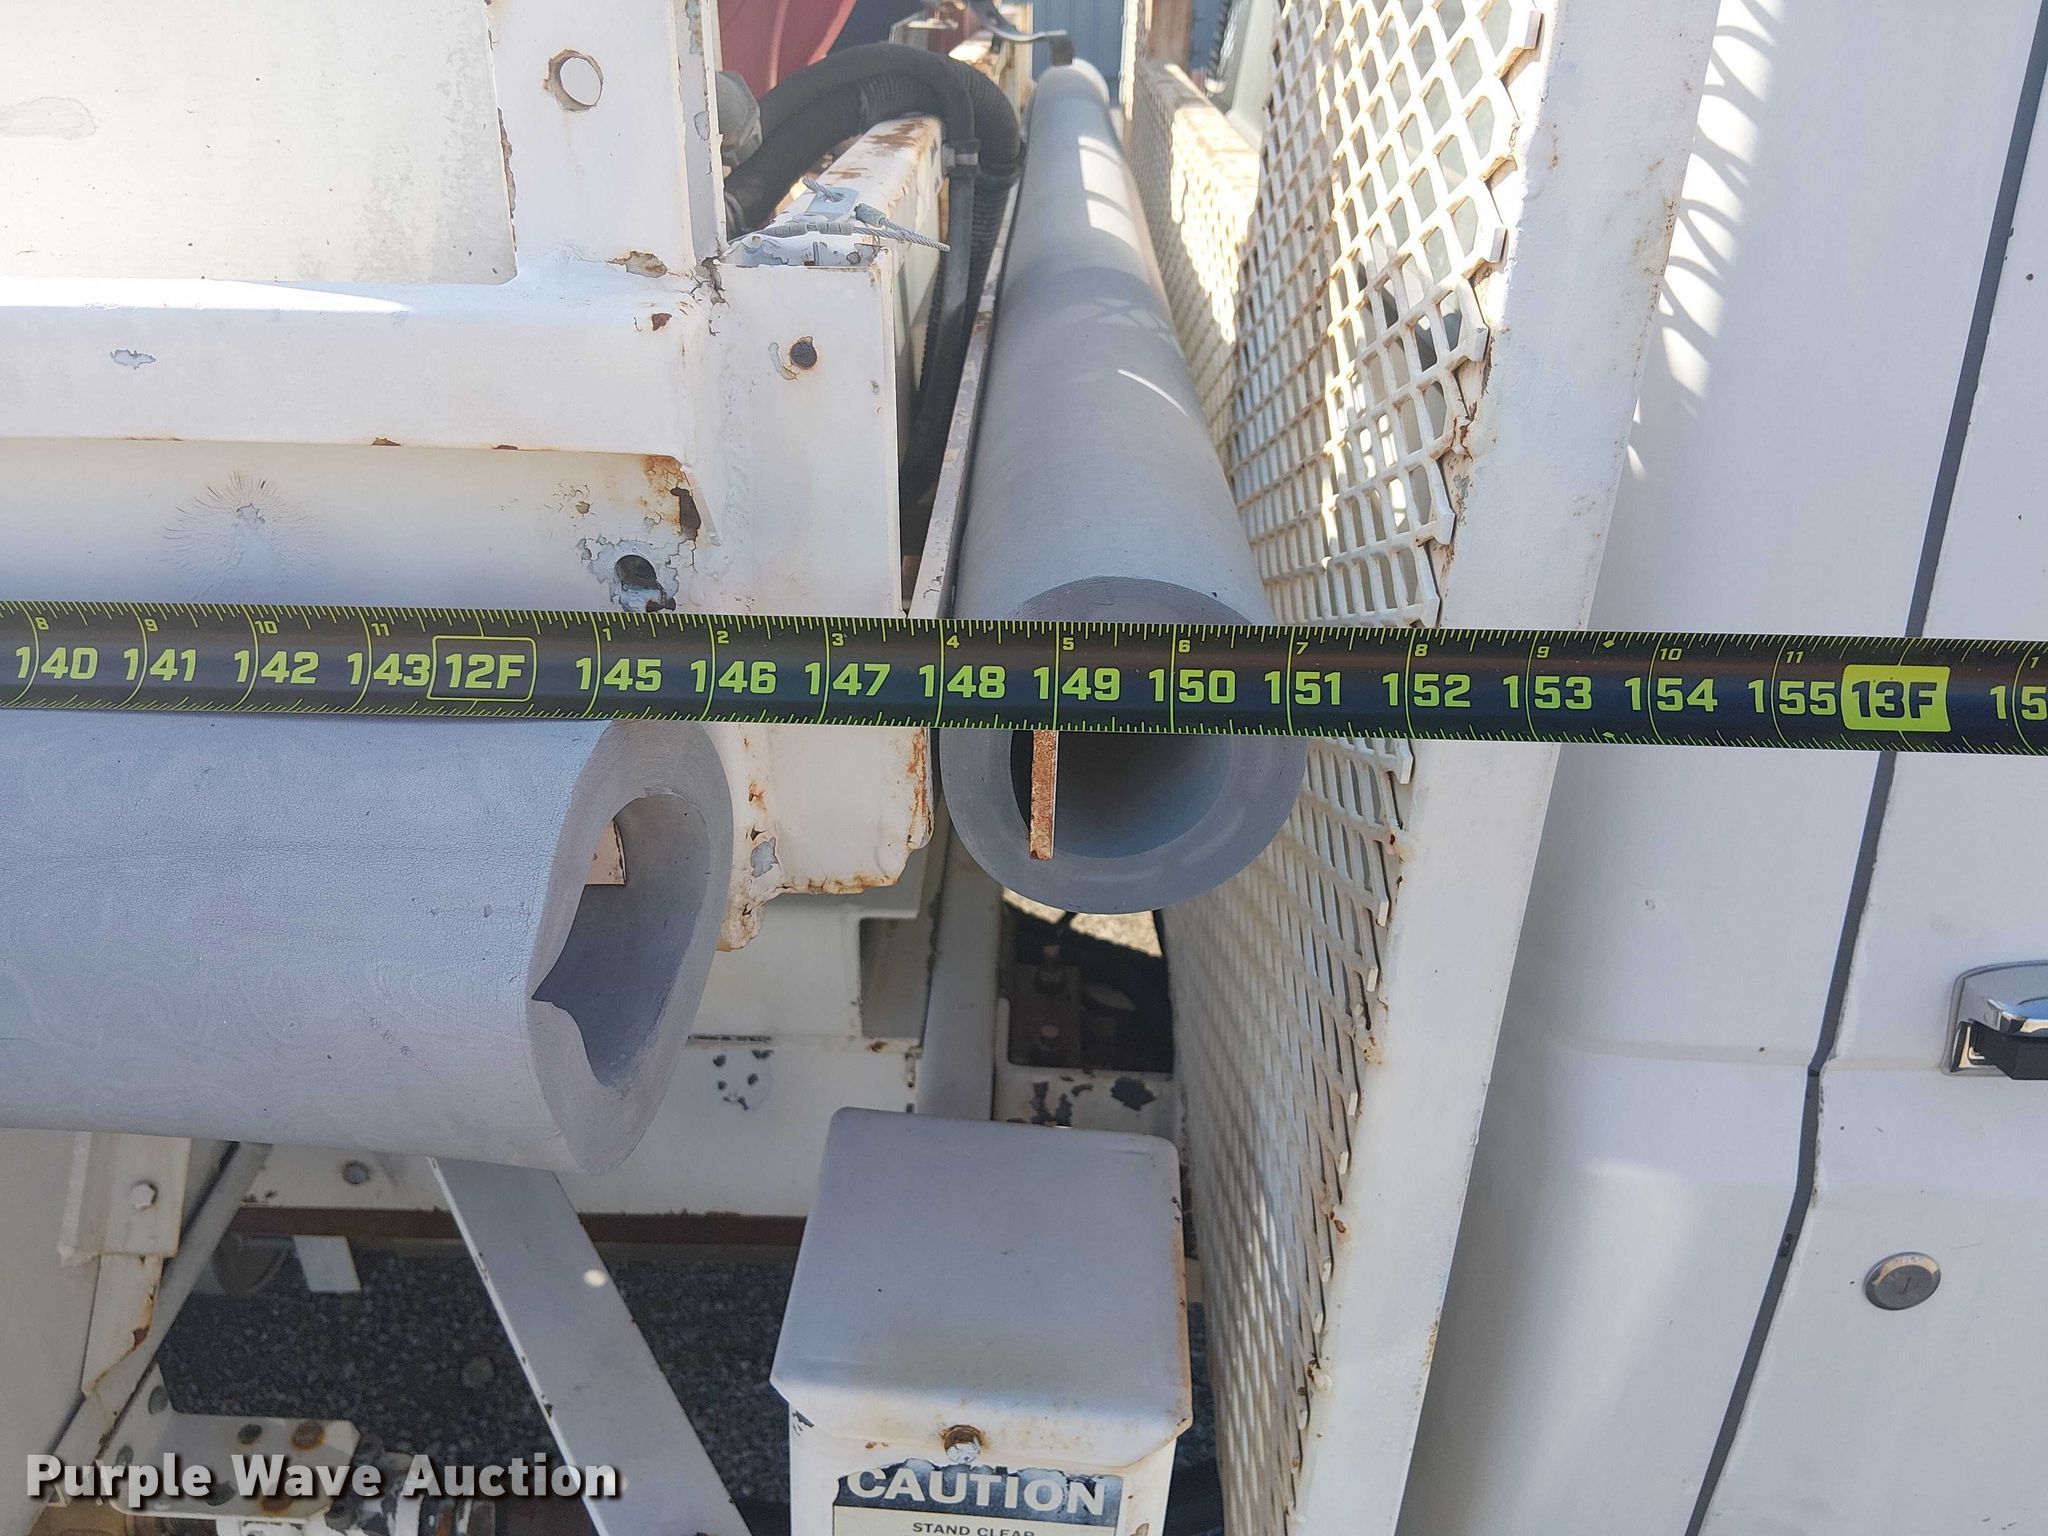 8 9 10 11 1 2 3 4 5 6 7 8 9 10 11 1
140 141 142 143 12F 145 146 147 148 149 150 151 152 153 154 155 13F 15
CAUTION
STAND CLEAR
Purple Wave Auction